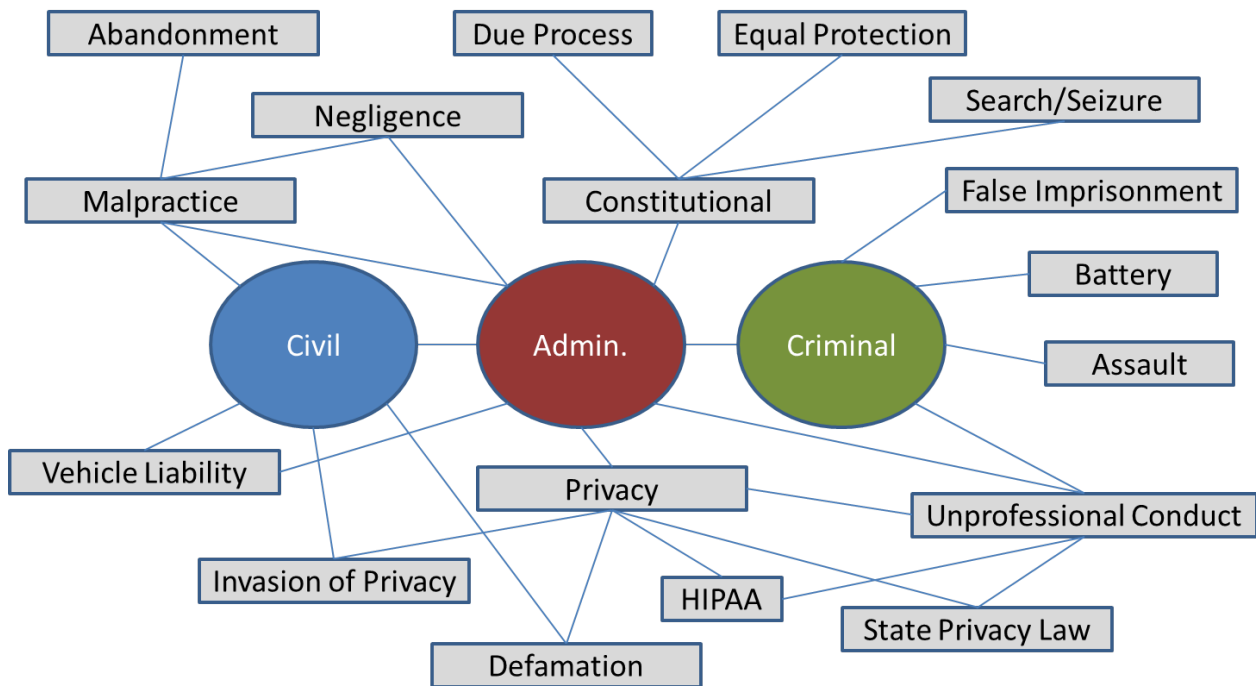 Abandonment
Due Process
Equal Protection
Negligence
Search/Seizure
Malpractice
Constitutional
False Imprisonment
Battery
Civil
Admin.
Criminal
Assault
Vehicle Liability
Privacy
Unprofessional Conduct
Invasion of Privacy
HIPAA
State Privacy Law
Defamation